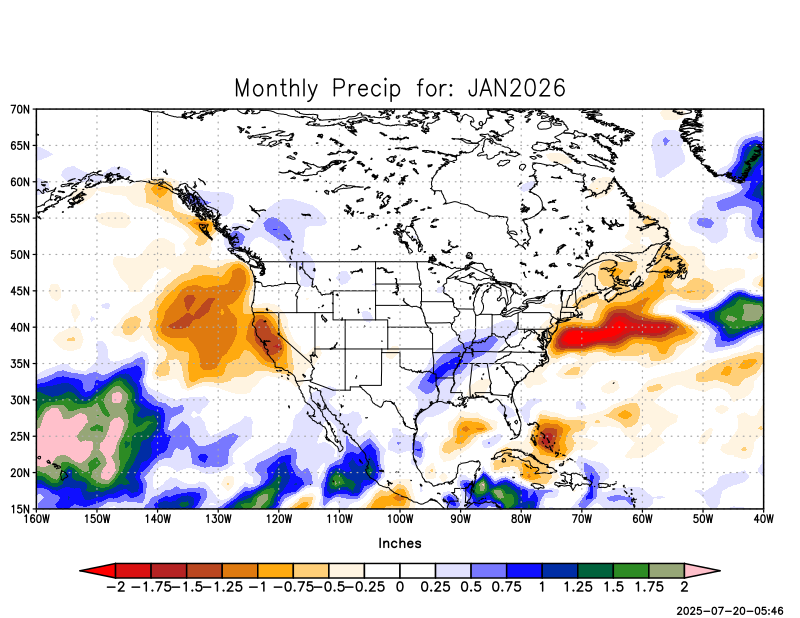 Monthly Precip for: JAN2026
70N
65N
60N
55N
50N
45N
40N
35N
30N
25N
20N
15N
160W 150W 140W 130W 120W 110W 100W 90W 80W 70W 60W 50W 40W
Inches
-2 -1.75 -1.5 -1.25 -1 -0.75 -0.5 -0.25 0 0.25 0.5 0.75 1 1.25 1.5 1.75 2
2025-07-20-05:46